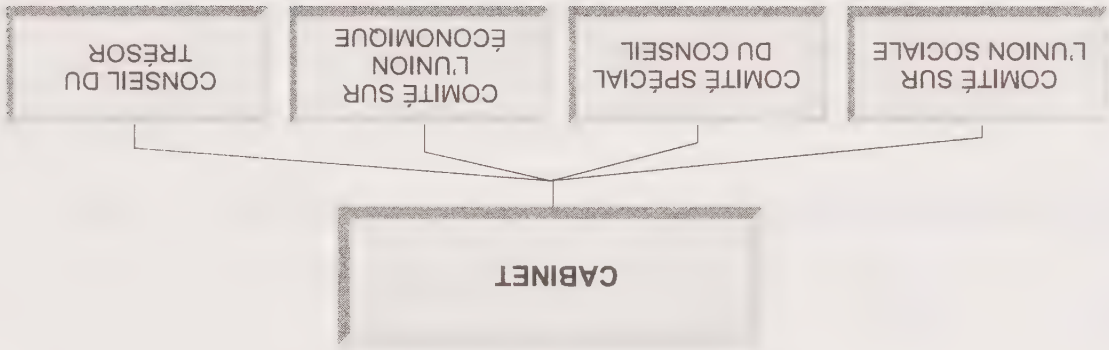 CABINET
COMITÉ SUR
L'UNION SOCIALE
COMITÉ SPÉCIAL
DU CONSEIL
COMITÉ SUR
L'UNION
ÉCONOMIQUE
CONSEIL DU
TRÉSOR